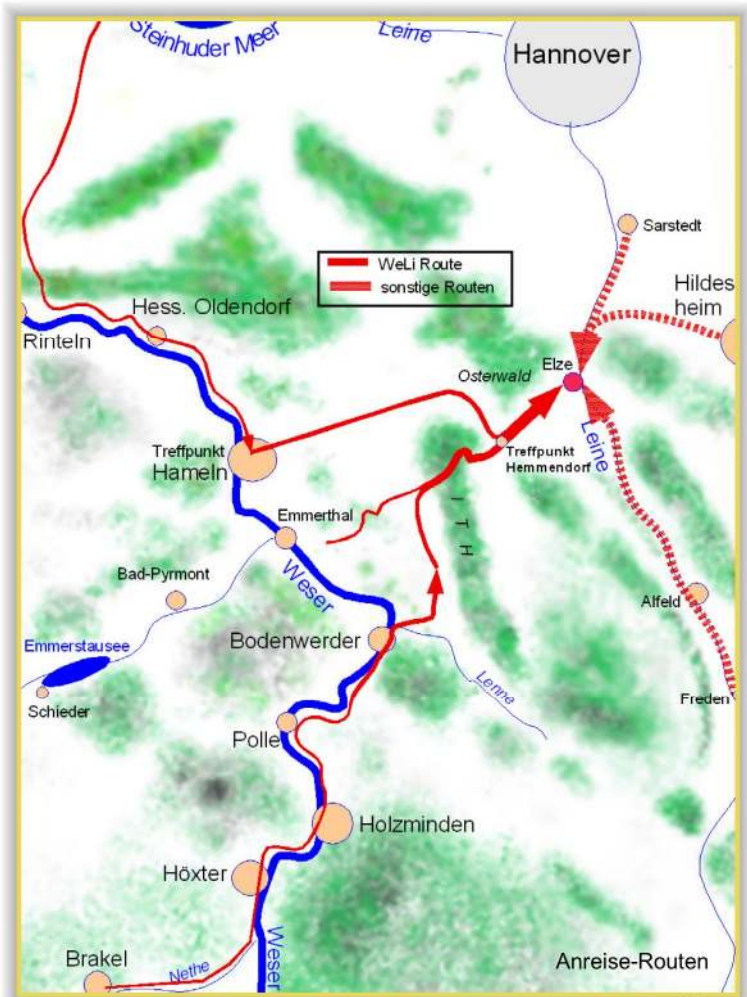 Steinhuder Meer
Leine
Hannover
Sarstedt
WeLi Route
sonstige Routen
Hildes
heim
Hess. Oldendorf
Rinteln
Elze
Osterwald
Leine
Treffpunkt
Hameln
Treffpunkt
Hemmendorf
ITH
Emmerthal
Weser
Bad-Pyrmont
Alfeld
Bodenwerder
Emmerstausee
Lenne
Schieder
Freden
Polle
Holzminden
Höxter
Weser
Brakel
Nethe
Anreise-Routen